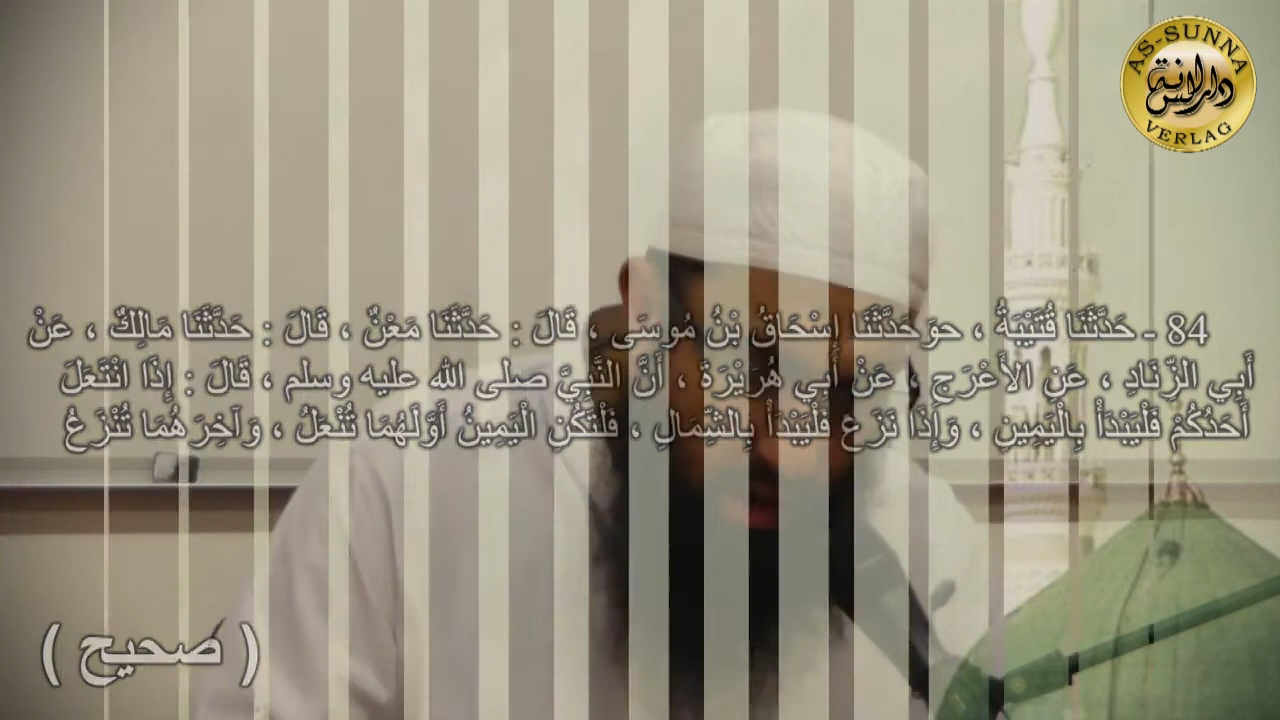 AS-SUNNA
دار السنة
VERLAG
84 ـ حَدَّثَنَا قُتَيْبَةُ ، حوَحَدَّثَنَا إِسْحَاقُ بْنُ مُوسَى ، قَالَ : حَدَّثَنَا مَعْنٌ ، قَالَ : حَدَّثَنَا مَالِكٌ ، عَنْ
أَبِي الزِّنَادِ ، عَنِ الأَعْرَجِ ، عَنْ أَبِي هُرَيْرَةَ ، أَنَّ النَّبِيَّ صلى الله عليه وسلم ، قَالَ : إِذَا انْتَعَلَ
أَحَدُكُمْ فَلْيَبْدَأْ بِالْيَمِينِ ، وَإِذَا نَزَعَ فَلْيَبْدَأْ بِالشِّمَالِ ، فَلْتَكُنِ الْيَمِينُ أَوَّلَهُمَا تُنْعَلُ ، وَآخِرَهُمَا تُنْزَعُ
( صحيح )